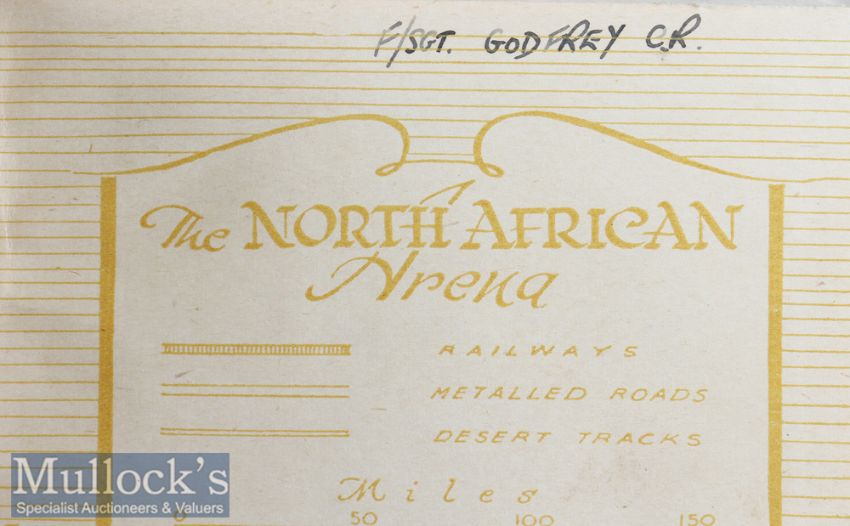 F/SGT. GODFREY C.R.
The NORTH AFRICAN
Arena
RAILWAYS
METALLED ROADS
DESERT TRACKS
Miles
0 50 100 150
Mullock's
Specialist Auctioneers & Valuers